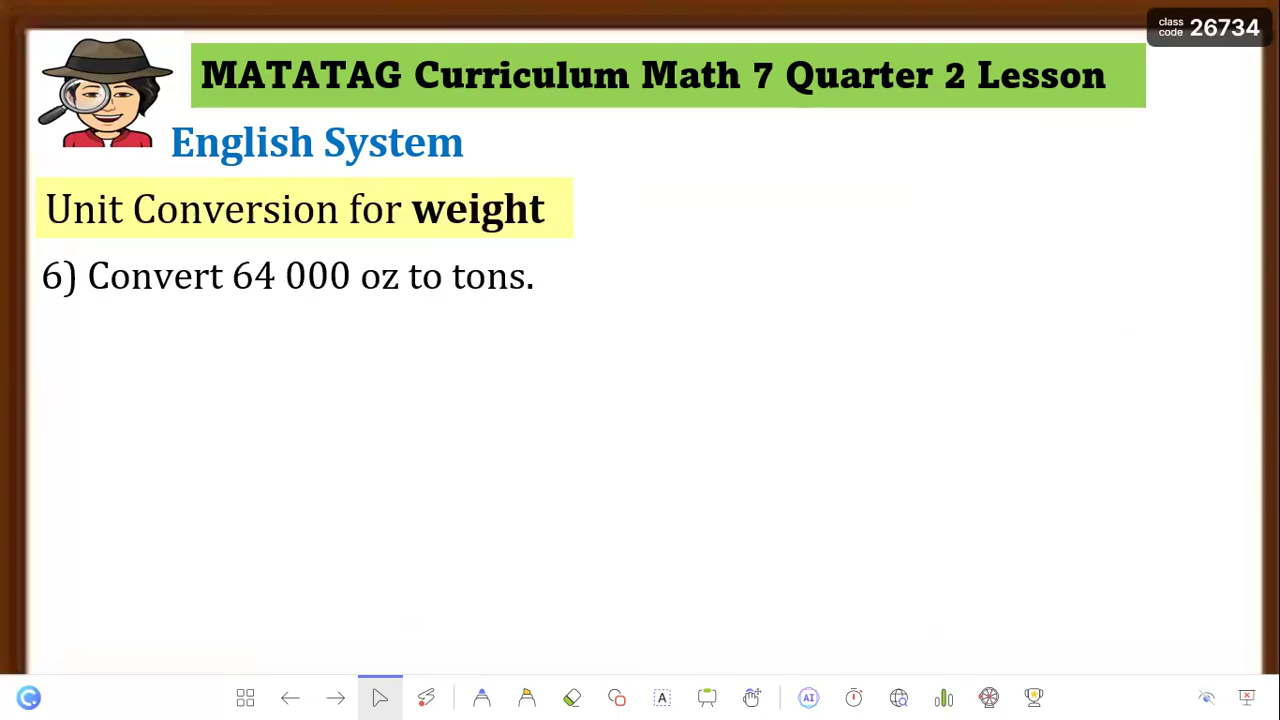 class
code 26734
MATATAG Curriculum Math 7 Quarter 2 Lesson
English System
Unit Conversion for weight
6) Convert 64 000 oz to tons.
A
AI